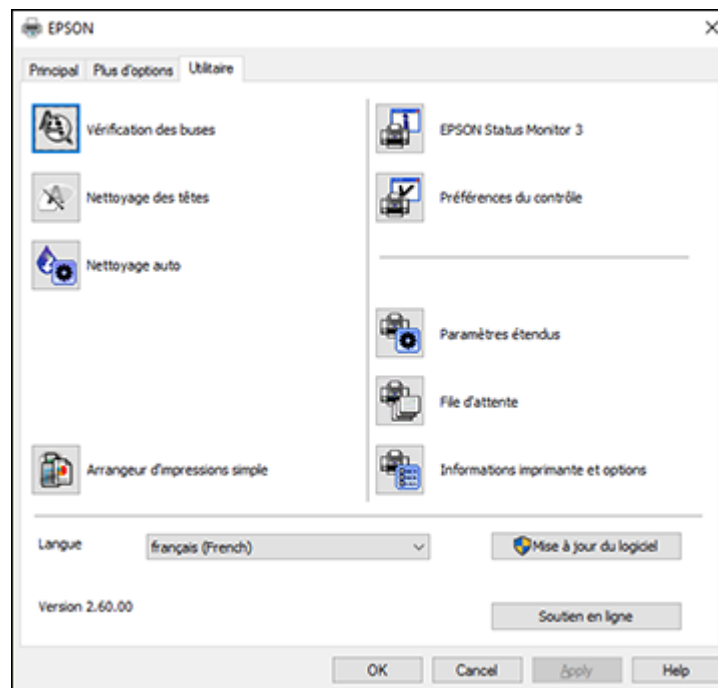 EPSON
Principal
Plus d'options
Utilitaire
Vérification des buses
Nettoyage des têtes
Nettoyage auto
Arrangeur d'impressions simple
EPSON Status Monitor 3
Préférences du contrôle
Paramètres étendus
File d'attente
Informations imprimante et options
Langue
français (French)
Mise à jour du logiciel
Version 2.60.00
Soutien en ligne
OK
Cancel
Apply
Help